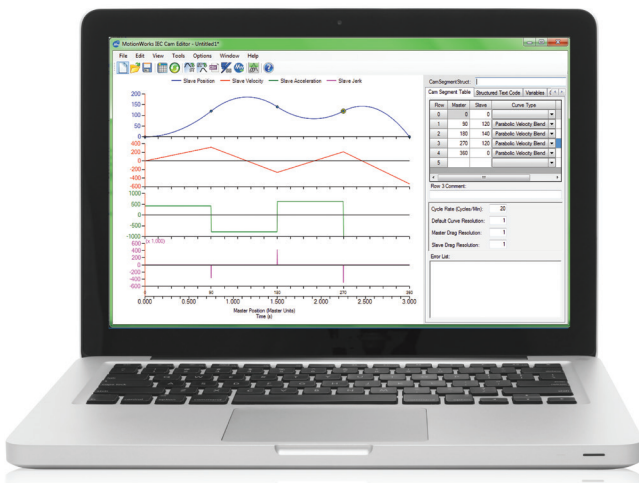 MotionWorks IEC Cam Editor - Untitled1*
File Edit View Tools Options Window Help
Slave Position Slave Velocity Slave Acceleration Slave Jerk
200
150
100
50
0
400
200
0
-200
-400
-600
1000
500
0
-500
-1000
(x 1,000)
600
400
200
0
-200
-400
-600
0 90 180 270 360
0.000 0.500 1.000 1.500 2.000 2.500 3.000
Master Position (Master Units)
Time (s)
CamSegmentStruct:
Cam Segment Table Structured Text Code Variables
Row Master Slave Curve Type
0 0 0
1 90 120 Parabolic Velocity Blend
2 180 140 Parabolic Velocity Blend
3 270 120 Parabolic Velocity Blend
4 360 0 Parabolic Velocity Blend
5
Row 3 Comment:
Cycle Rate (Cycles/Min): 20
Default Curve Resolution: 1
Master Drag Resolution: 1
Slave Drag Resolution: 1
Error List: